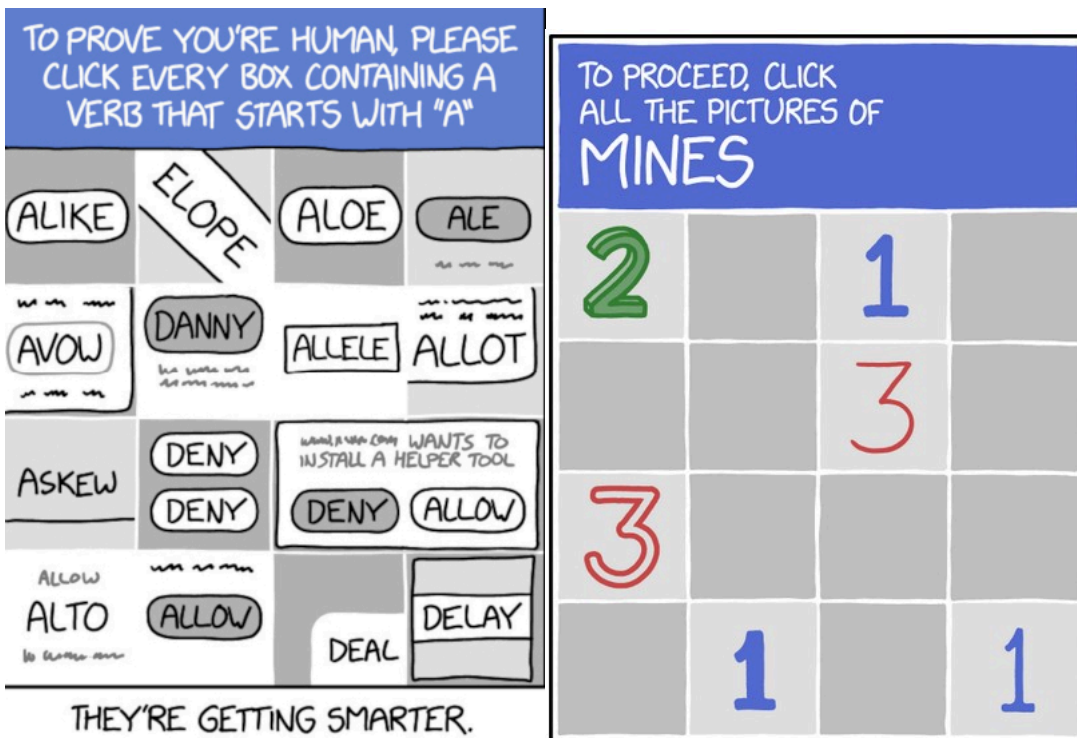 TO PROVE YOU'RE HUMAN, PLEASE
CLICK EVERY BOX CONTAINING A
VERB THAT STARTS WITH "A"
ALIKE
ELOPE
ALOE
ALE
AVOW
DANNY
ALLELE
ALLOT
ASKEW
DENY
DENY
WANTS TO
INSTALL A HELPER TOOL
DENY
ALLOW
ALLOW
ALTO
ALLOW
DEAL
DELAY
THEY'RE GETTING SMARTER.
TO PROCEED, CLICK
ALL THE PICTURES OF
MINES
2
1
3
3
1
1